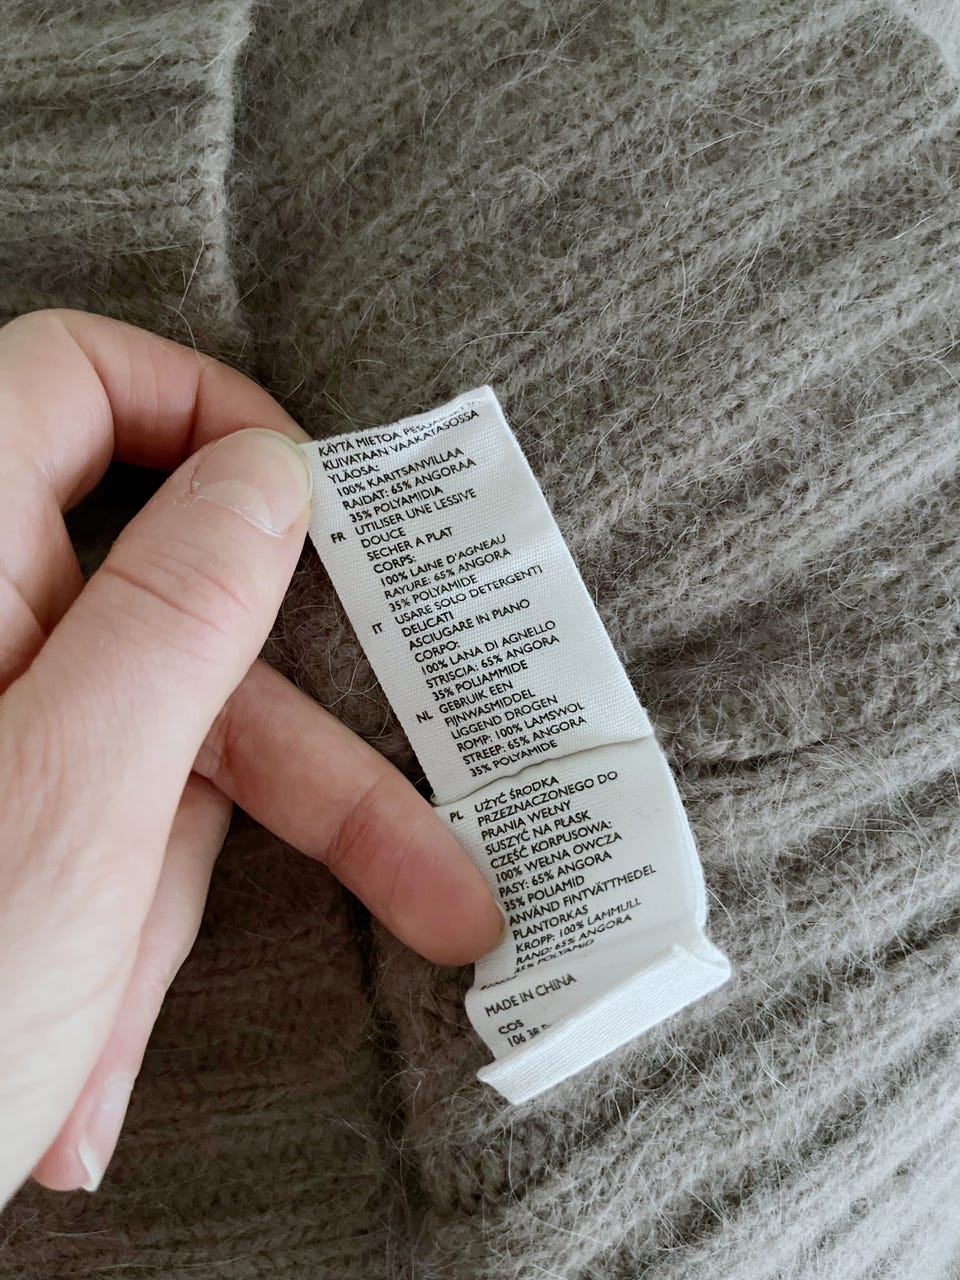 KÄYTÄ MIETOA
KUIVATAAN VAAKATASOSSA
YLÄOSA:
100% KARITSANVILLAA
RAIDAT: 65% ANGORAA
35% POLYAMIDIA
FR UTILISER UNE LESSIVE
DOUCE
SECHER A PLAT
CORPS:
100% LAINE D'AGNEAU
RAYURE: 65% ANGORA
35% POLYAMIDE
IT USARE SOLO DETERGENTI
DELICATI
ASCIUGARE IN PIANO
CORPO:
100% LANA DI AGNELLO
STRISCIA: 65% ANGORA
35% POLIAMMIDE
NL GEBRUIK EEN
FIJNWASMIDDEL
LIGGEND DROGEN
ROMP: 100% LAMSWOL
STREEP: 65% ANGORA
35% POLYAMIDE
PL UŻYĆ ŚRODKA
PRZEZNACZONEGO DO
PRANIA WEŁNY
SUSZYĆ NA PŁASK
CZĘŚĆ KORPUSOWA:
100% WEŁNA OWCZA
PASY: 65% ANGORA
35% POLIAMID
ANVÄND FINTVÄTTMEDEL
PLANTORKAS
KROPP: 100% LAMMULL
RAND: 65% ANGORA
35% POLYAMID
MADE IN CHINA
COS
106